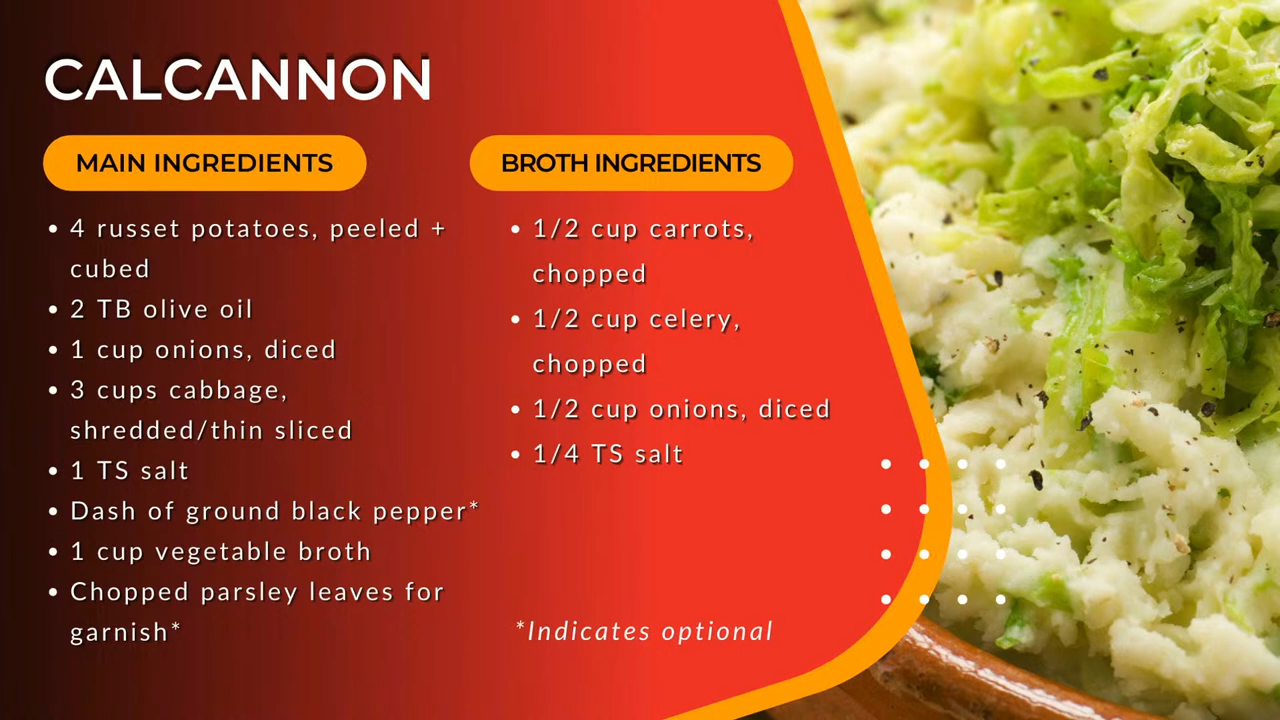 CALCANNON
MAIN INGREDIENTS
• 4 russet potatoes, peeled +
cubed
• 2 TB olive oil
• 1 cup onions, diced
• 3 cups cabbage,
shredded/thin sliced
• 1 TS salt
• Dash of ground black pepper*
• 1 cup vegetable broth
• Chopped parsley leaves for
garnish*
BROTH INGREDIENTS
• 1/2 cup carrots,
chopped
• 1/2 cup celery,
chopped
• 1/2 cup onions, diced
• 1/4 TS salt
*Indicates optional